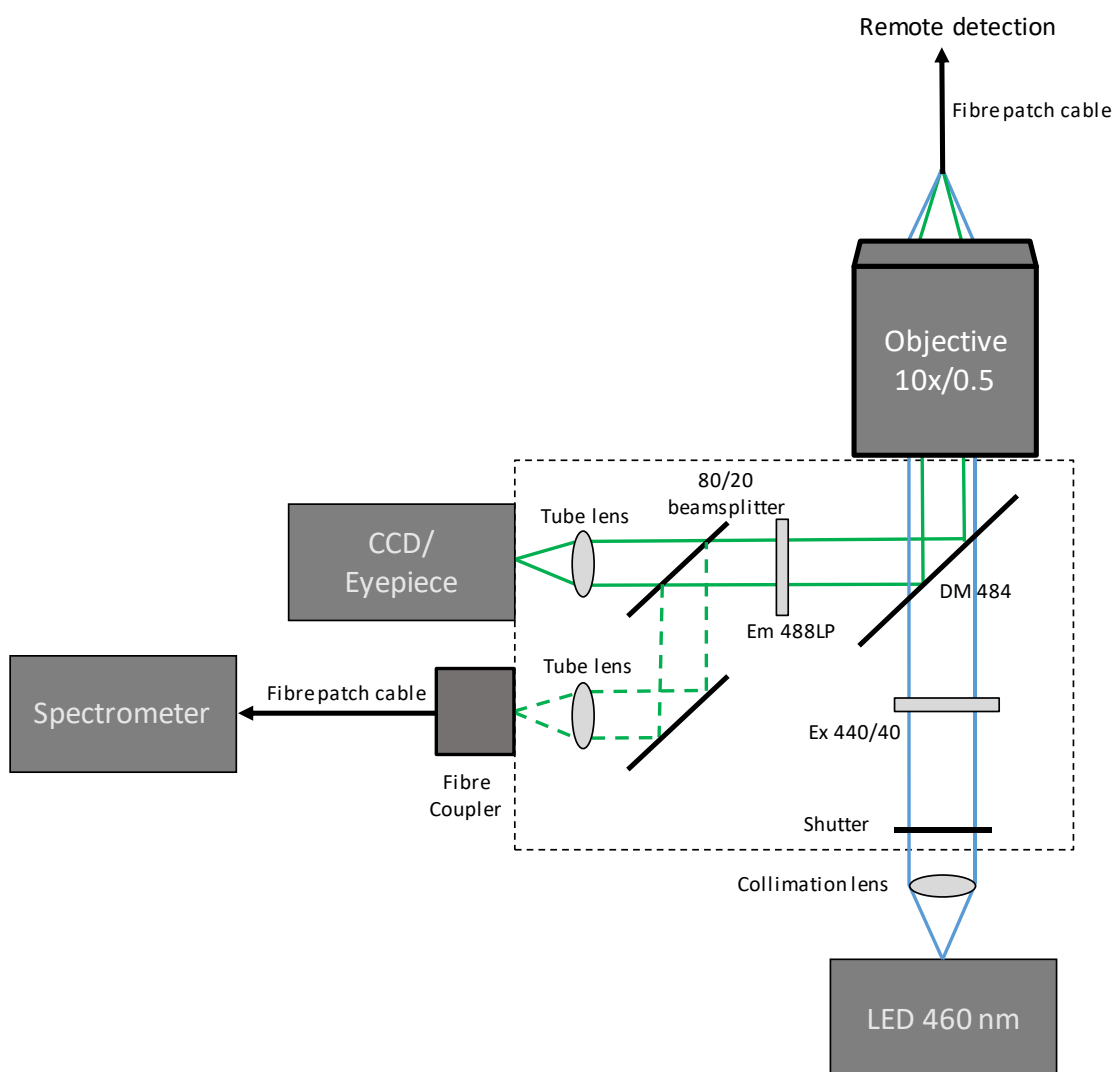 Remote detection
Fibre patch cable
Objective
10x/0.5
80/20
beamsplitter
Tube lens
CCD/
Eyepiece
DM 484
Em 488LP
Tube lens
Fibre patch cable
Spectrometer
Ex 440/40
Fibre
Coupler
Shutter
Collimation lens
LED 460 nm